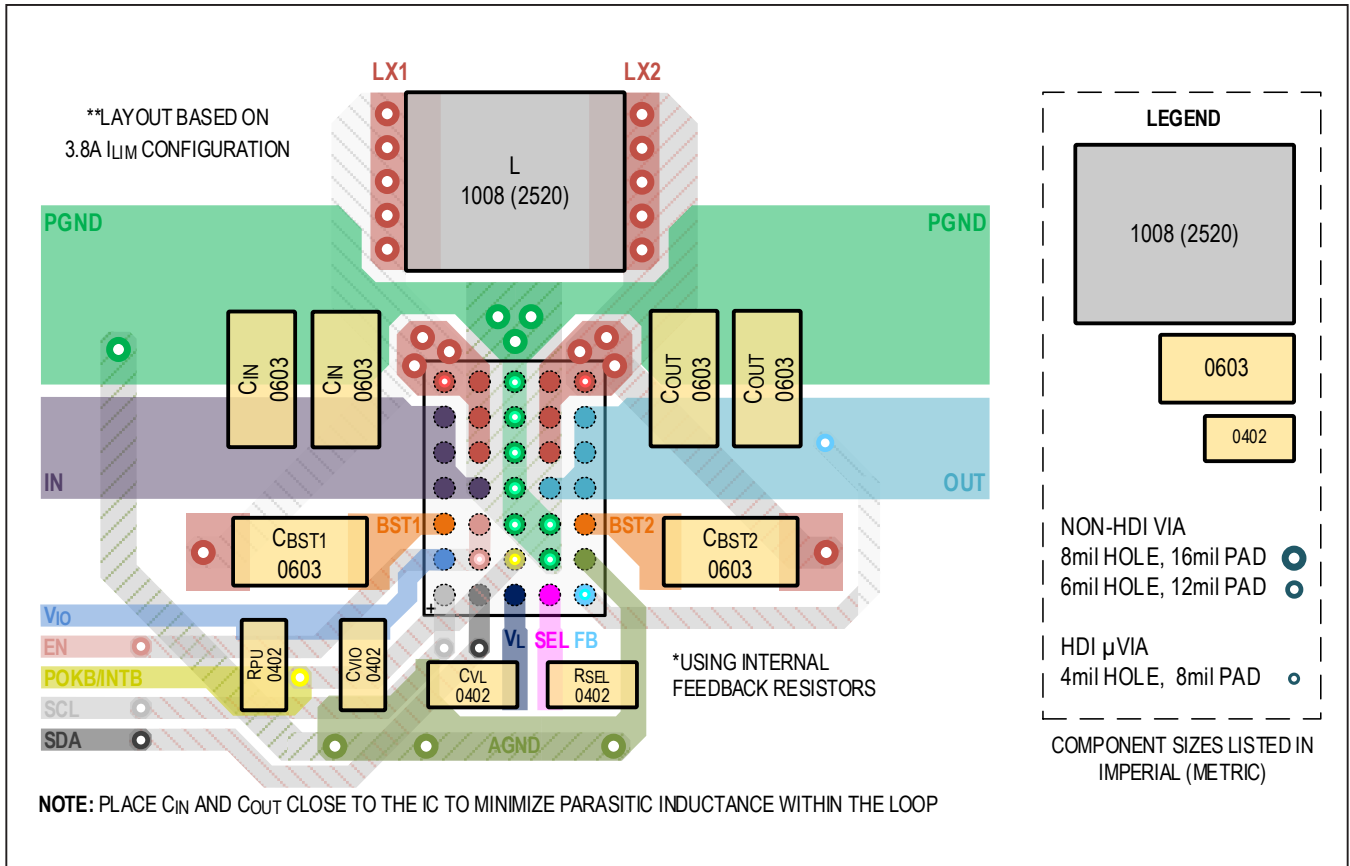 LX1
LX2
**LAYOUT BASED ON
3.8A ILIM CONFIGURATION
L
1008 (2520)
PGND
PGND
CIN
0603
CIN
0603
COUT
0603
COUT
0603
IN
OUT
BST1
BST2
CBST1
0603
CBST2
0603
+
VIO
EN
POKB/INTB
SCL
SDA
RPU
0402
CVIO
0402
VL SEL FB
CVL
0402
RSEL
0402
*USING INTERNAL
FEEDBACK RESISTORS
AGND
NOTE: PLACE CIN AND COUT CLOSE TO THE IC TO MINIMIZE PARASITIC INDUCTANCE WITHIN THE LOOP
LEGEND
1008 (2520)
0603
0402
NON-HDI VIA
8mil HOLE, 16mil PAD
6mil HOLE, 12mil PAD
HDI µVIA
4mil HOLE, 8mil PAD
COMPONENT SIZES LISTED IN
IMPERIAL (METRIC)